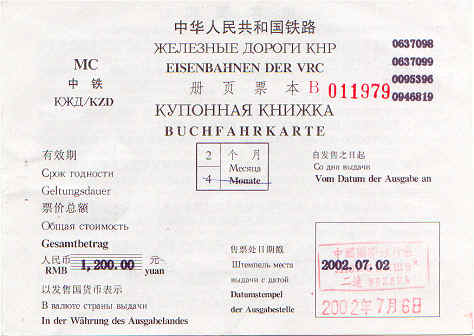 中华人民共和国铁路
ЖЕЛЕЗНЫЕ ДОРОГИ КНР
EISENBAHNEN DER VRC
MC
中 铁
КЖД/KZD
册 页 票 本 B 011979
0637098
0637099
0095396
0946819
КУПОННАЯ КНИЖКА
BUCHFAHRKARTE
有效期
Срок годности
Geltungsdauer
2 个 月
Месяца
4 Monate
自发售之日起
Со дня выдачи
Vom Datum der Ausgabe an
票价总额
Общая стоимость
Gesamtbetrag
人民币 1,200.00 元
RMB yuan
以发售国货币表示
В валюте страны выдачи
In der Währung des Ausgabelandes
售票处日期戳
Штемпель места
выдачи с датой
Datumstempel
der Ausgabestelle
2002.07.02
2002年7月6日